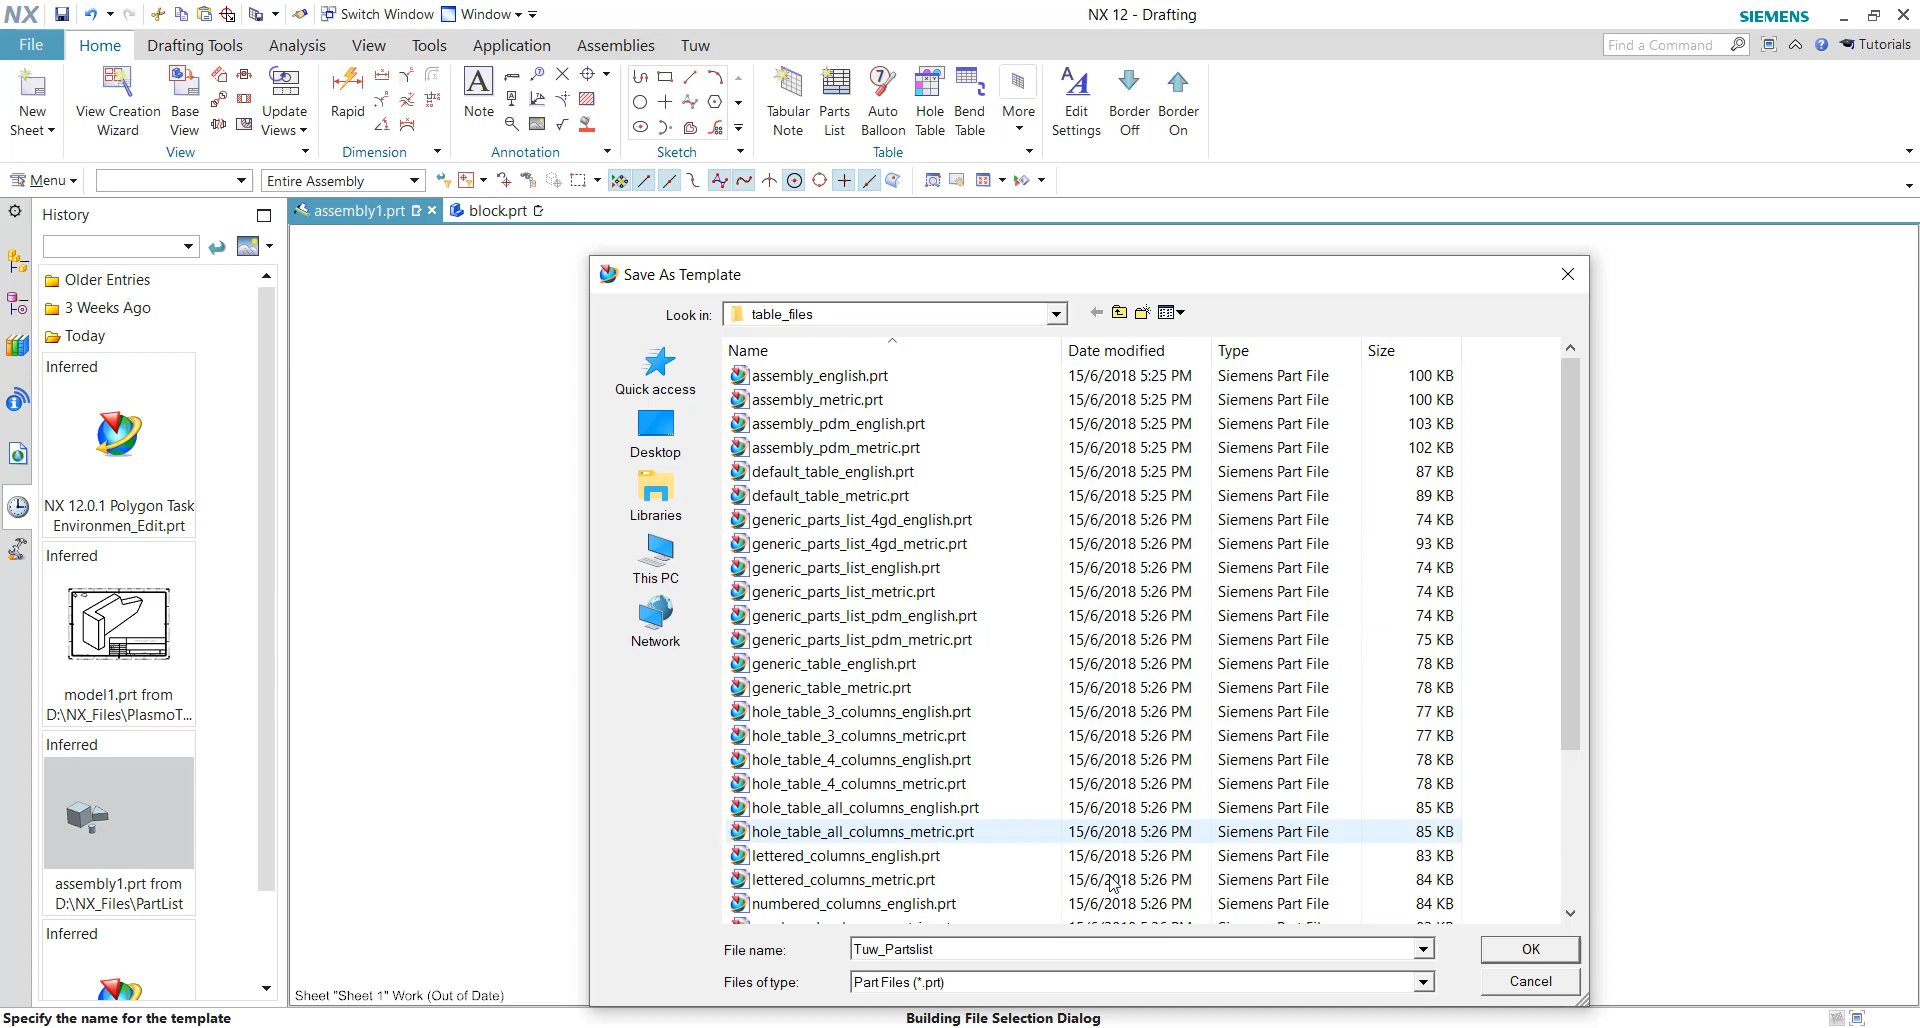 NX Switch Window Window NX 12 - Drafting SIEMENS
File Home Drafting Tools Analysis View Tools Application Assemblies Tuw Find a Command Tutorials
New Sheet
View Creation Wizard
Base View
Update Views
Rapid
Note
Tabular Note
Parts List
Auto Balloon
Hole Table
Bend Table
More
Edit Settings
Border Off
Border On
View Dimension Annotation Sketch Table
Menu Entire Assembly
History assembly1.prt block.prt
Older Entries
3 Weeks Ago
Today
Inferred
NX 12.0.1 Polygon Task
Environmen_Edit.prt
Inferred
model1.prt from
D:\NX_Files\PlasmoT...
Inferred
assembly1.prt from
D:\NX_Files\PartList
Inferred
Save As Template
Look in: table_files
Quick access
Desktop
Libraries
This PC
Network
Name Date modified Type Size
assembly_english.prt 15/6/2018 5:25 PM Siemens Part File 100 KB
assembly_metric.prt 15/6/2018 5:25 PM Siemens Part File 100 KB
assembly_pdm_english.prt 15/6/2018 5:25 PM Siemens Part File 103 KB
assembly_pdm_metric.prt 15/6/2018 5:25 PM Siemens Part File 102 KB
default_table_english.prt 15/6/2018 5:25 PM Siemens Part File 87 KB
default_table_metric.prt 15/6/2018 5:25 PM Siemens Part File 89 KB
generic_parts_list_4gd_english.prt 15/6/2018 5:26 PM Siemens Part File 74 KB
generic_parts_list_4gd_metric.prt 15/6/2018 5:26 PM Siemens Part File 93 KB
generic_parts_list_english.prt 15/6/2018 5:26 PM Siemens Part File 74 KB
generic_parts_list_metric.prt 15/6/2018 5:26 PM Siemens Part File 74 KB
generic_parts_list_pdm_english.prt 15/6/2018 5:26 PM Siemens Part File 74 KB
generic_parts_list_pdm_metric.prt 15/6/2018 5:26 PM Siemens Part File 75 KB
generic_table_english.prt 15/6/2018 5:26 PM Siemens Part File 78 KB
generic_table_metric.prt 15/6/2018 5:26 PM Siemens Part File 78 KB
hole_table_3_columns_english.prt 15/6/2018 5:26 PM Siemens Part File 77 KB
hole_table_3_columns_metric.prt 15/6/2018 5:26 PM Siemens Part File 77 KB
hole_table_4_columns_english.prt 15/6/2018 5:26 PM Siemens Part File 78 KB
hole_table_4_columns_metric.prt 15/6/2018 5:26 PM Siemens Part File 78 KB
hole_table_all_columns_english.prt 15/6/2018 5:26 PM Siemens Part File 85 KB
hole_table_all_columns_metric.prt 15/6/2018 5:26 PM Siemens Part File 85 KB
lettered_columns_english.prt 15/6/2018 5:26 PM Siemens Part File 83 KB
lettered_columns_metric.prt 15/6/2018 5:26 PM Siemens Part File 84 KB
numbered_columns_english.prt 15/6/2018 5:26 PM Siemens Part File 84 KB
File name: Tuw_Partslist OK
Files of type: Part Files (*.prt) Cancel
Sheet "Sheet 1" Work (Out of Date)
Specify the name for the template Building File Selection Dialog